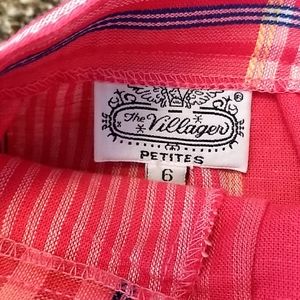 The Villager
®
PETITES
6